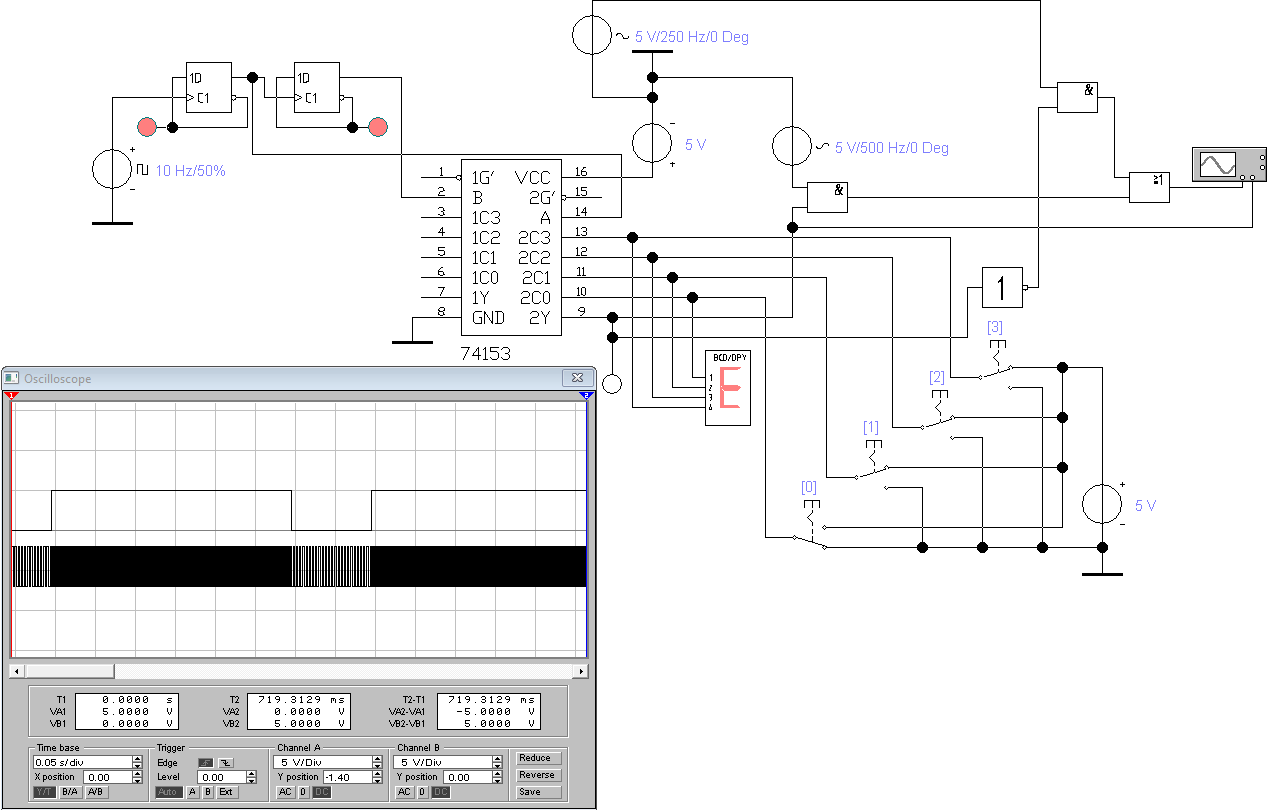 5 V/250 Hz/0 Deg
1D
C1
1D
C1
&
5 V
5 V/500 Hz/0 Deg
10 Hz/50%
&
≥1
1 1G' VCC 16
2 B 2G' 15
3 1C3 A 14
4 1C2 2C3 13
5 1C1 2C2 12
6 1C0 2C1 11
7 1Y 2C0 10
8 GND 2Y 9
74153
1
[3]
BCD/DPY
1
2
3
4
E
[2]
[1]
[0]
5 V
Oscilloscope
1 2
T1 0.0000 s T2 719.3129 ms T2-T1 719.3129 ms
VA1 5.0000 V VA2 0.0000 V VA2-VA1 -5.0000 V
VB1 0.0000 V VB2 5.0000 V VB2-VB1 5.0000 V
Time base Trigger Channel A Channel B
0.05 s/div Edge 5 V/Div 5 V/Div Reduce
X position 0.00 Level 0.00 Y position -1.40 Y position 0.00 Reverse
Y/T B/A A/B Auto A B Ext AC 0 DC AC 0 DC Save